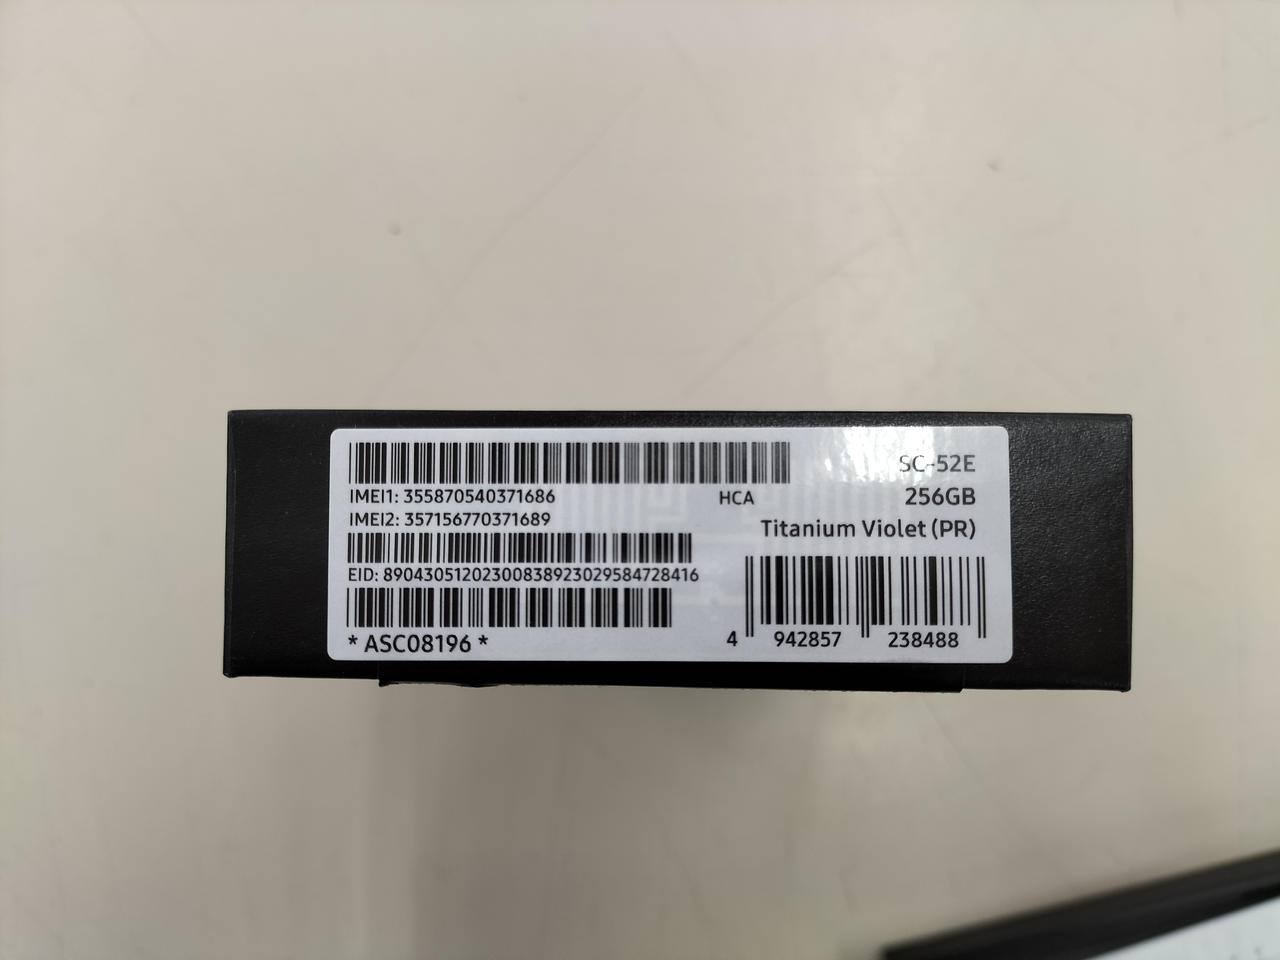 SC-52E
IMEI1: 355870540371686 HCA 256GB
IMEI2: 357156770371689
Titanium Violet (PR)
EID: 89043051202300838923029584728416
* ASC08196 *
4 942857 238488